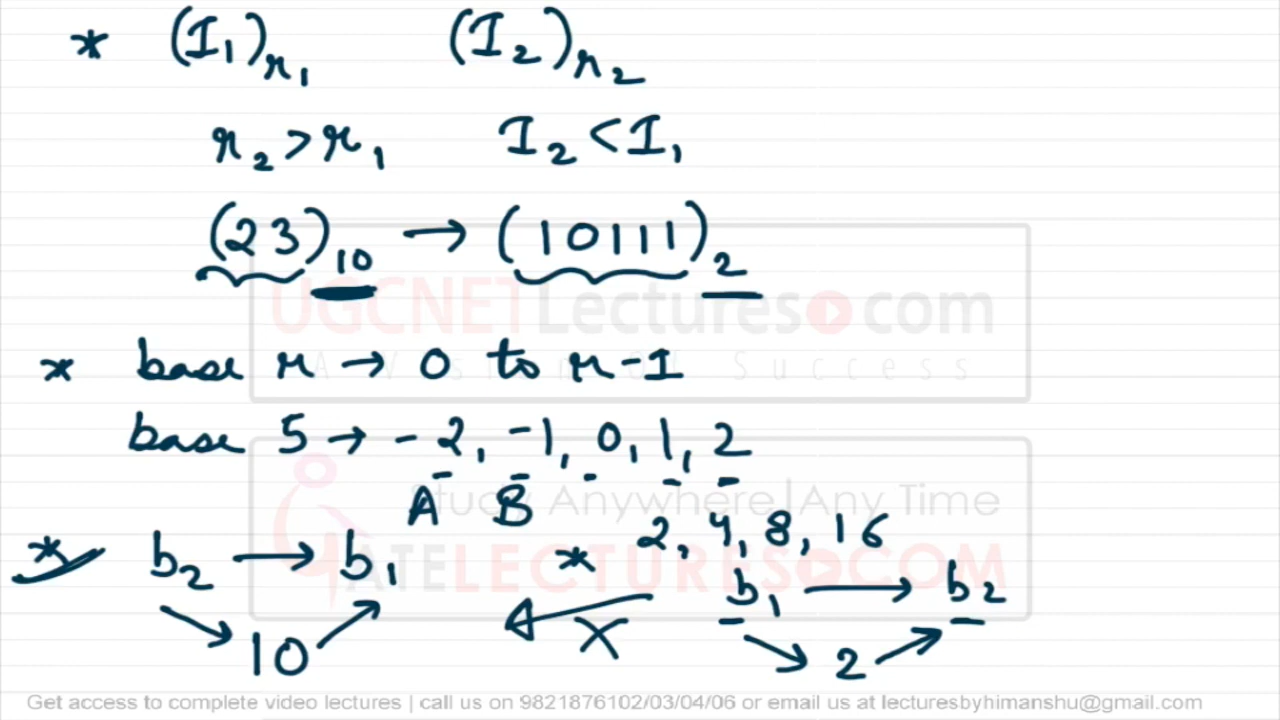 * (I₁)r₁ (I₂)r₂
r₂ > r₁ I₂ < I₁
(23)₁₀ → (10111)₂
UGCNETLectures.com
* base r → 0 to r-1
A Vision Of Success
base 5 → -2, -1, 0, 1, 2
A B
Study Anywhere|Any Time
* 2, 4, 8, 16
* b₂ → b₁ b₁ → b₂
GATELECTURES.COM
10 X 2
Get access to complete video lectures | call us on 9821876102/03/04/06 or email us at lecturesbyhimanshu@gmail.com